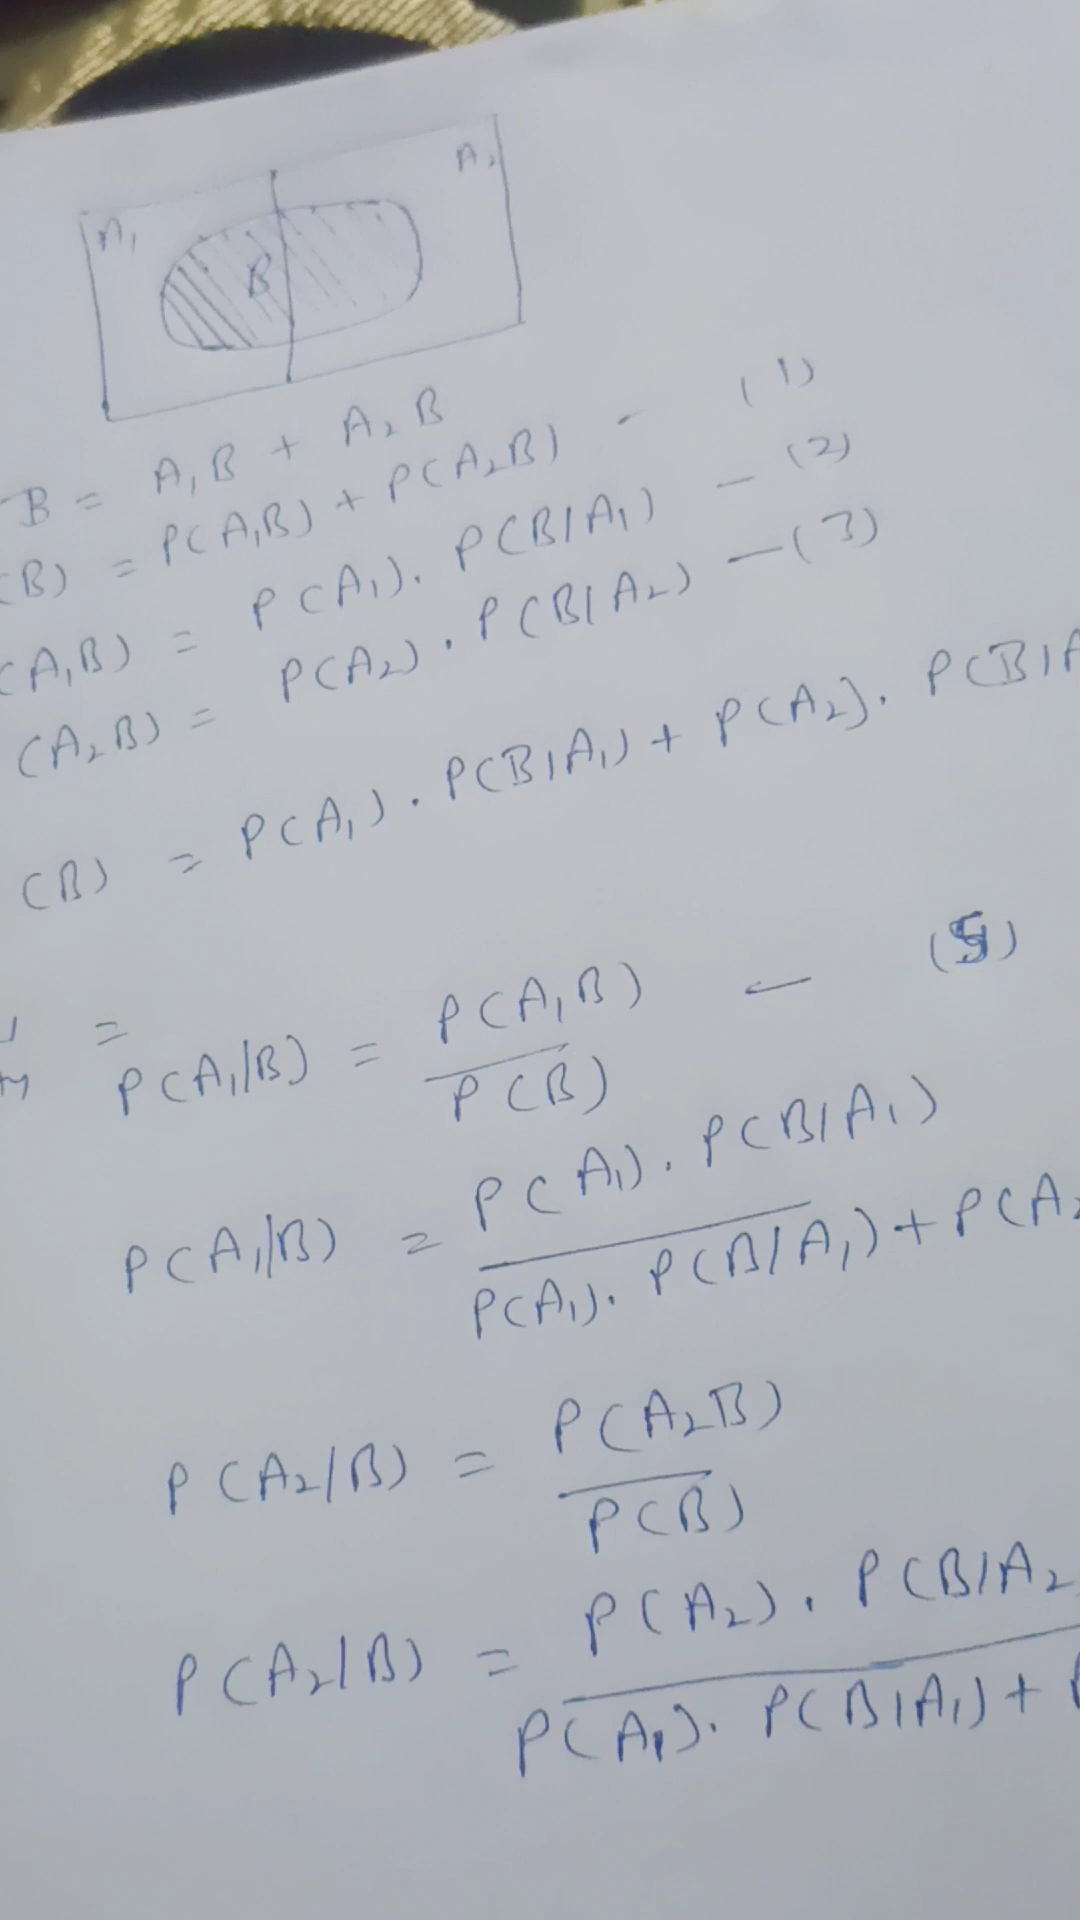 A₁ A₂
B
B = A₁B + A₂B
(B) = P(A₁B) + P(A₂B) - (1)
(A₁B) = P(A₁). P(B|A₁) - (2)
(A₂B) = P(A₂). P(B|A₂) - (3)
(B) = P(A₁). P(B|A₁) + P(A₂). P(B|A
=
P(A₁|B) = P(A₁B) - (5)
P(B)
P(A₁|B) = P(A₁). P(B|A₁)
P(A₁). P(B/A₁) + P(A₂
P(A₂/B) = P(A₂B)
P(B)
P(A₂|B) = P(A₂). P(B/A₂
P(A₁). P(B|A₁) +